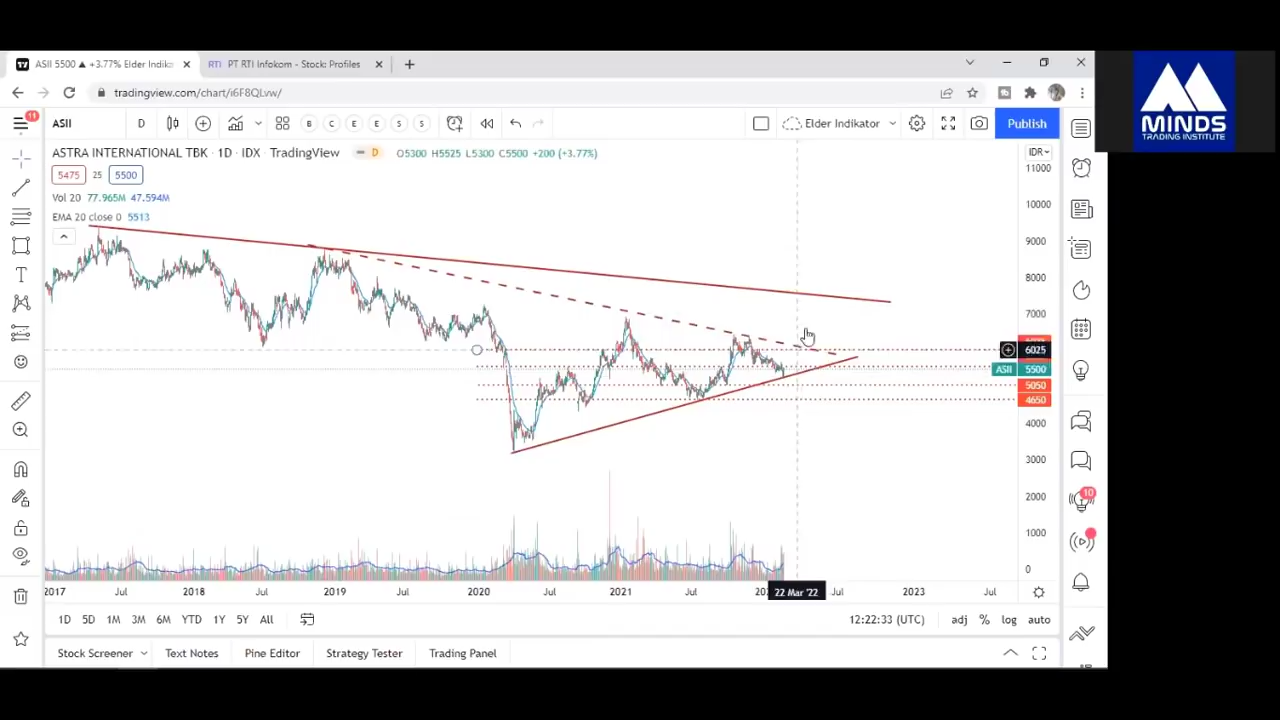 ASII 5500 ▲ +3.77% Elder Indika
RTI PT RTI Infokom - Stock: Profiles
tradingview.com/chart/i6F8QLvw/
MINDS
TRADING INSTITUTE
11
ASII D B C E E S S Elder Indikator Publish
ASTRA INTERNATIONAL TBK · 1D · IDX TradingView D O5300 H5525 L5300 C5500 +200 (+3.77%) IDR
5475 25 5500
Vol 20 77.965M 47.594M
EMA 20 close 0 5513
11000
10000
9000
8000
7000
6025
ASII 5500
5050
4650
4000
3000
2000
1000
0
10
2017 Jul 2018 Jul 2019 Jul 2020 Jul 2021 Jul 22 Mar '22 Jul 2023 Jul
1D 5D 1M 3M 6M YTD 1Y 5Y All 12:22:33 (UTC) adj % log auto
Stock Screener Text Notes Pine Editor Strategy Tester Trading Panel